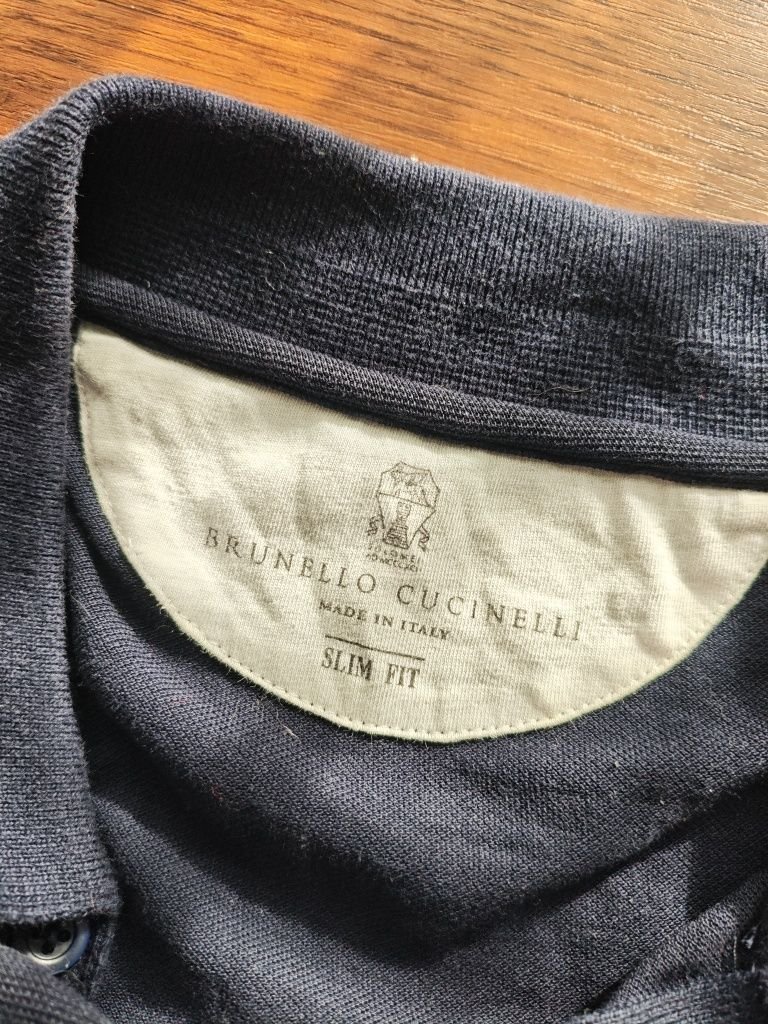 BRUNELLO CUCINELLI
MADE IN ITALY
SLIM FIT